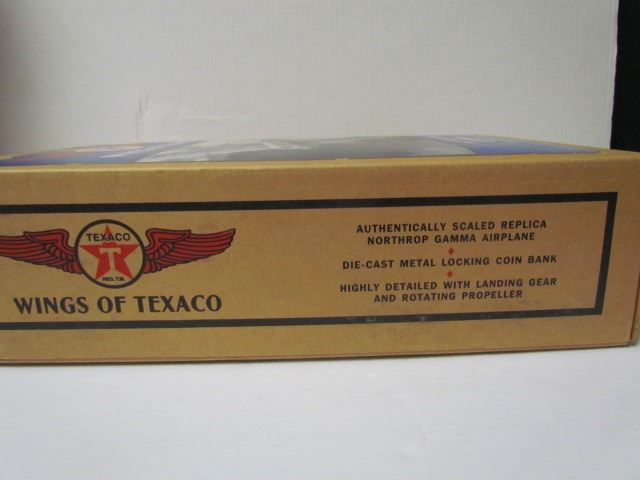 TEXACO
T
REG. T.M.
WINGS OF TEXACO
AUTHENTICALLY SCALED REPLICA
NORTHROP GAMMA AIRPLANE
DIE-CAST METAL LOCKING COIN BANK
HIGHLY DETAILED WITH LANDING GEAR
AND ROTATING PROPELLER